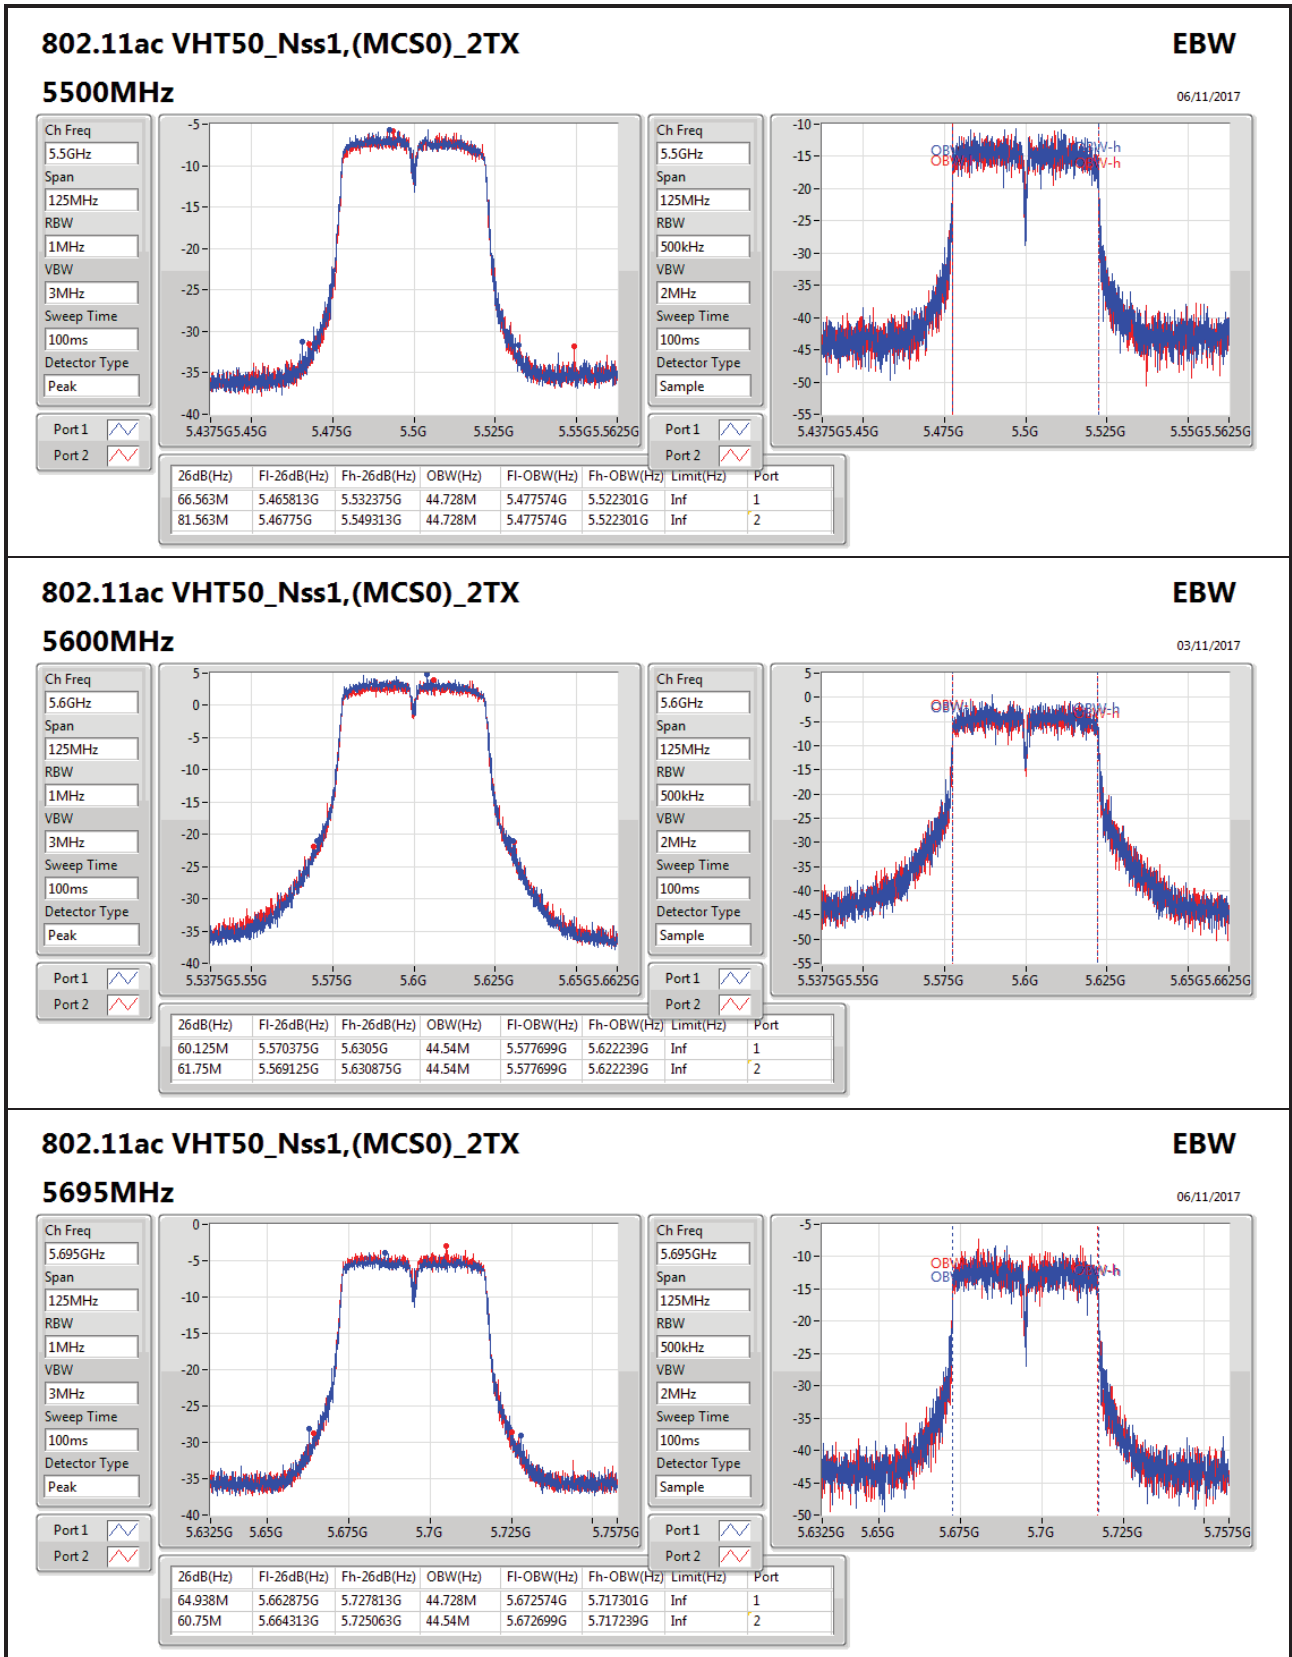 802.11ac VHT50_Nss1,(MCS0)_2TX EBW
5500MHz 06/11/2017
Ch Freq
5.5GHz
Span
125MHz
RBW
1MHz
VBW
3MHz
Sweep Time
100ms
Detector Type
Peak
Port 1
Port 2
-5
-10
-15
-20
-25
-30
-35
-40
5.4375G 5.45G 5.475G 5.5G 5.525G 5.55G 5.5625G
Ch Freq
5.5GHz
Span
125MHz
RBW
500kHz
VBW
2MHz
Sweep Time
100ms
Detector Type
Sample
Port 1
Port 2
-10
-15
-20
-25
-30
-35
-40
-45
-50
-55
5.4375G 5.45G 5.475G 5.5G 5.525G 5.55G 5.5625G
26dB(Hz) Fl-26dB(Hz) Fh-26dB(Hz) OBW(Hz) Fl-OBW(Hz) Fh-OBW(Hz) Limit(Hz) Port
66.563M 5.465813G 5.532375G 44.728M 5.477574G 5.522301G Inf 1
81.563M 5.46775G 5.549313G 44.728M 5.477574G 5.522301G Inf 2
802.11ac VHT50_Nss1,(MCS0)_2TX EBW
5600MHz 03/11/2017
Ch Freq
5.6GHz
Span
125MHz
RBW
1MHz
VBW
3MHz
Sweep Time
100ms
Detector Type
Peak
Port 1
Port 2
5
0
-5
-10
-15
-20
-25
-30
-35
-40
5.5375G 5.55G 5.575G 5.6G 5.625G 5.65G 5.6625G
Ch Freq
5.6GHz
Span
125MHz
RBW
500kHz
VBW
2MHz
Sweep Time
100ms
Detector Type
Sample
Port 1
Port 2
5
0
-5
-10
-15
-20
-25
-30
-35
-40
-45
-50
-55
5.5375G 5.55G 5.575G 5.6G 5.625G 5.65G 5.6625G
26dB(Hz) Fl-26dB(Hz) Fh-26dB(Hz) OBW(Hz) Fl-OBW(Hz) Fh-OBW(Hz) Limit(Hz) Port
60.125M 5.570375G 5.6305G 44.54M 5.577699G 5.622239G Inf 1
61.75M 5.569125G 5.630875G 44.54M 5.577699G 5.622239G Inf 2
802.11ac VHT50_Nss1,(MCS0)_2TX EBW
5695MHz 06/11/2017
Ch Freq
5.695GHz
Span
125MHz
RBW
1MHz
VBW
3MHz
Sweep Time
100ms
Detector Type
Peak
Port 1
Port 2
0
-5
-10
-15
-20
-25
-30
-35
-40
5.6325G 5.65G 5.675G 5.7G 5.725G 5.7575G
Ch Freq
5.695GHz
Span
125MHz
RBW
500kHz
VBW
2MHz
Sweep Time
100ms
Detector Type
Sample
Port 1
Port 2
-5
-10
-15
-20
-25
-30
-35
-40
-45
-50
5.6325G 5.65G 5.675G 5.7G 5.725G 5.7575G
26dB(Hz) Fl-26dB(Hz) Fh-26dB(Hz) OBW(Hz) Fl-OBW(Hz) Fh-OBW(Hz) Limit(Hz) Port
64.938M 5.662875G 5.727813G 44.728M 5.672574G 5.717301G Inf 1
60.75M 5.664313G 5.725063G 44.54M 5.672699G 5.717239G Inf 2